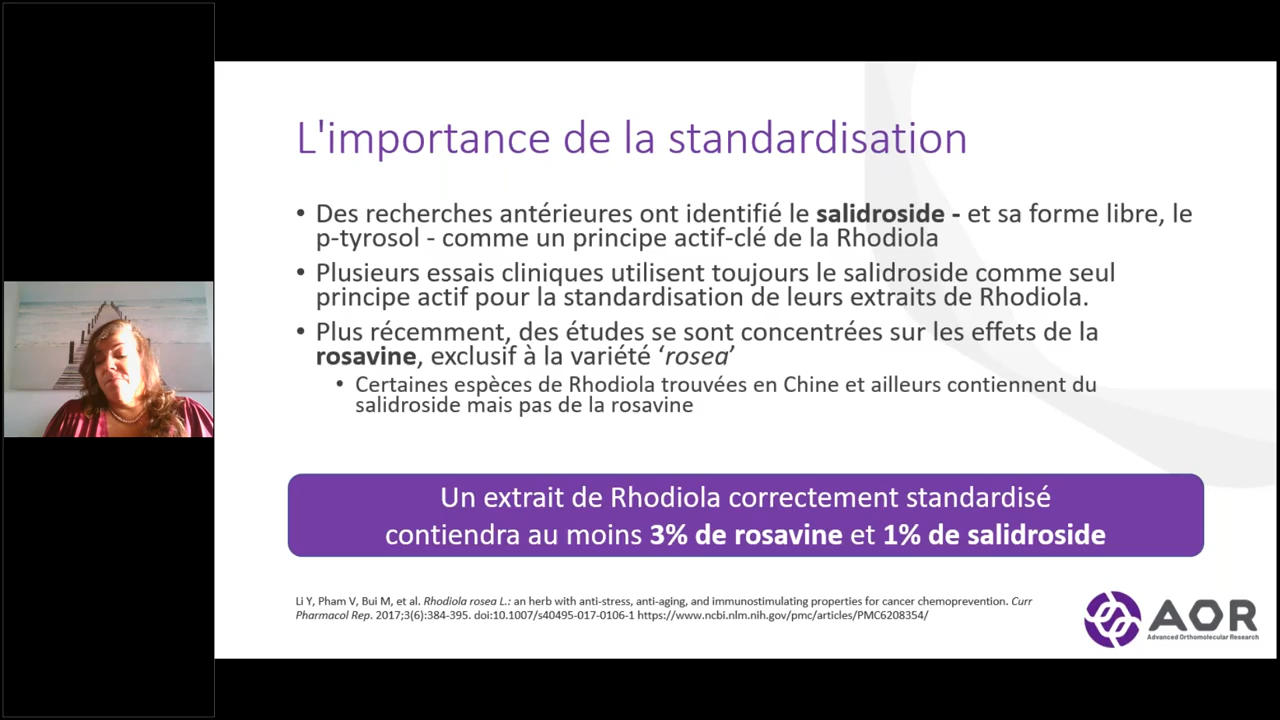 L'importance de la standardisation
• Des recherches antérieures ont identifié le salidroside - et sa forme libre, le
p-tyrosol - comme un principe actif-clé de la Rhodiola
• Plusieurs essais cliniques utilisent toujours le salidroside comme seul
principe actif pour la standardisation de leurs extraits de Rhodiola.
• Plus récemment, des études se sont concentrées sur les effets de la
rosavine, exclusif à la variété ‘rosea’
• Certaines espèces de Rhodiola trouvées en Chine et ailleurs contiennent du
salidroside mais pas de la rosavine
Un extrait de Rhodiola correctement standardisé
contiendra au moins 3% de rosavine et 1% de salidroside
Li Y, Pham V, Bui M, et al. Rhodiola rosea L.: an herb with anti-stress, anti-aging, and immunostimulating properties for cancer chemoprevention. Curr
Pharmacol Rep. 2017;3(6):384-395. doi:10.1007/s40495-017-0106-1 https://www.ncbi.nlm.nih.gov/pmc/articles/PMC6208354/
AOR
Advanced Orthomolecular Research